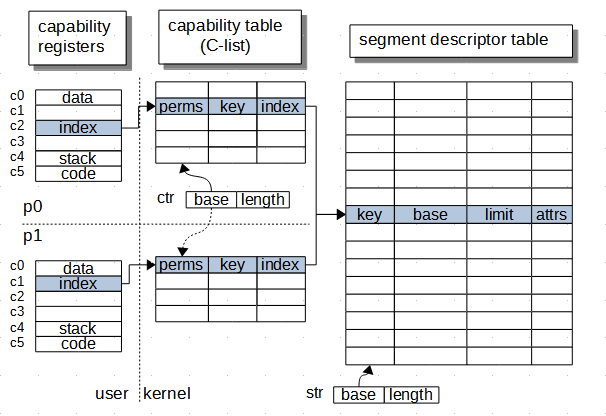 capability
registers
capability table
(C-list)
segment descriptor table
c0 data
c1
c2 index
c3
c4 stack
c5 code
perms key index
ctr base length
p0
p1
key base limit attrs
c0 data
c1 index
c2
c3
c4 stack
c5 code
perms key index
user kernel
str base length